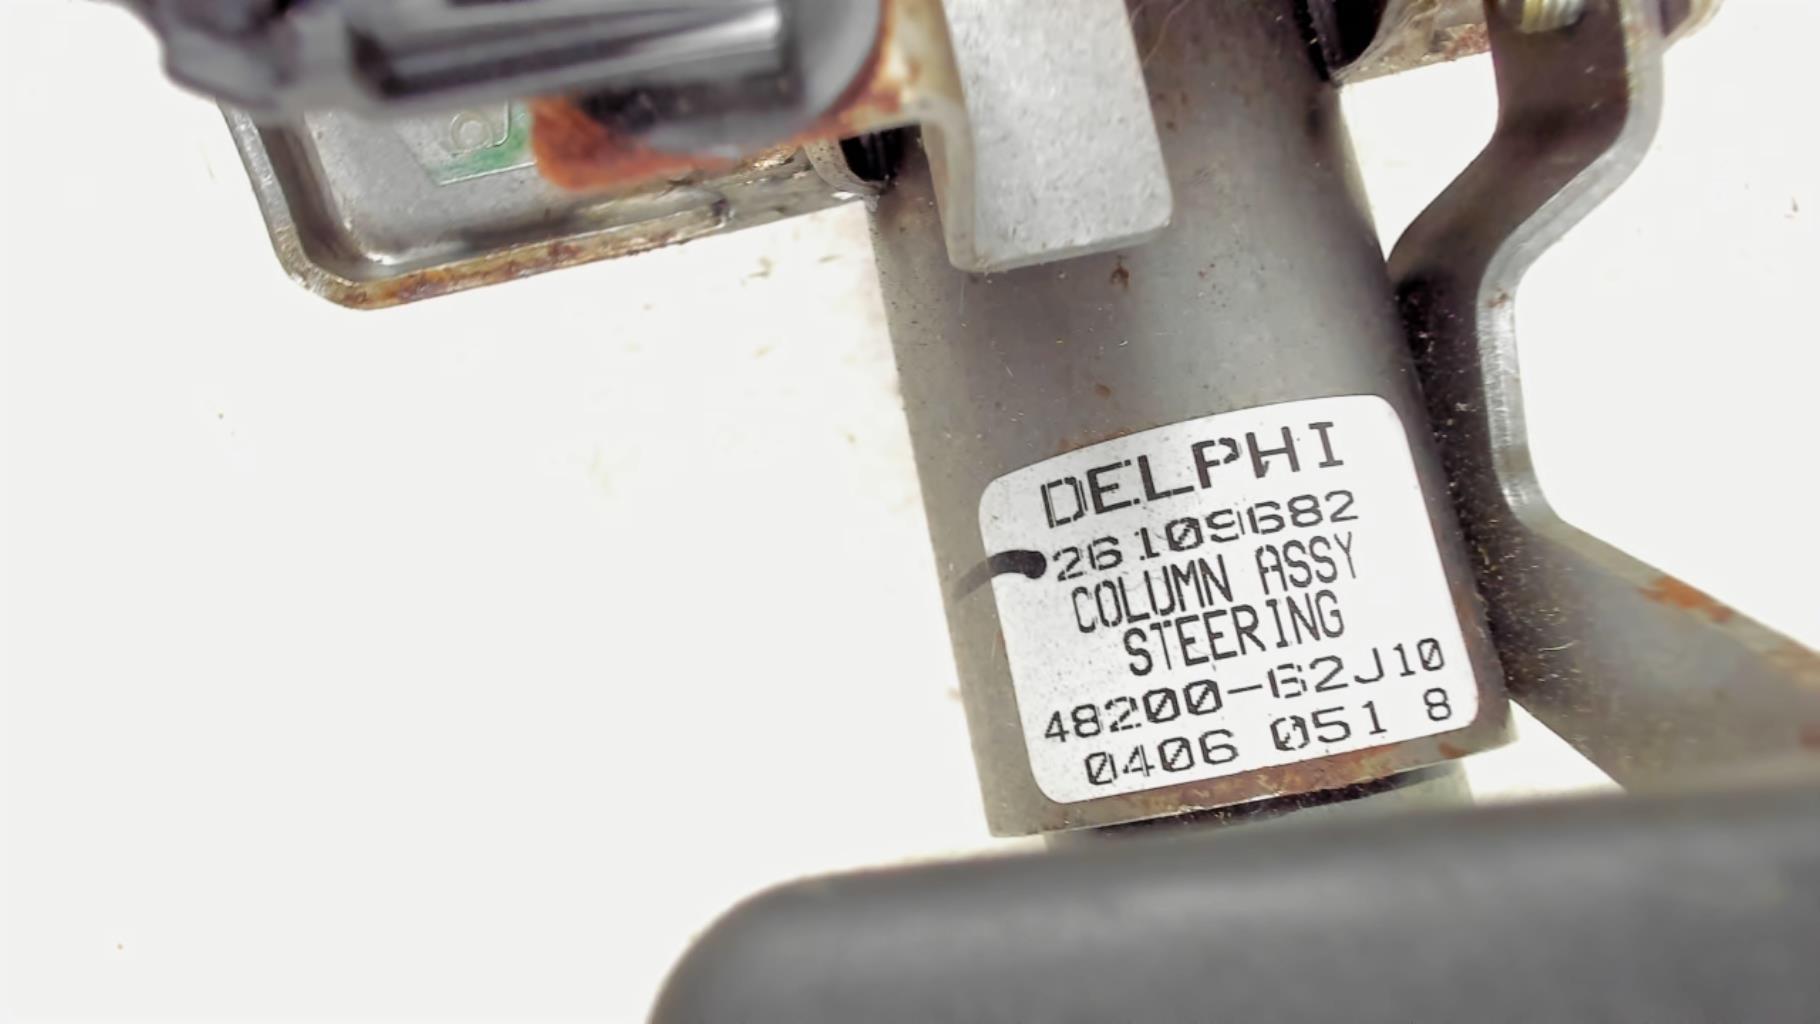 DELPHI
26109682
COLUMN ASSY
STEERING
48200-62J10
0406 051 8